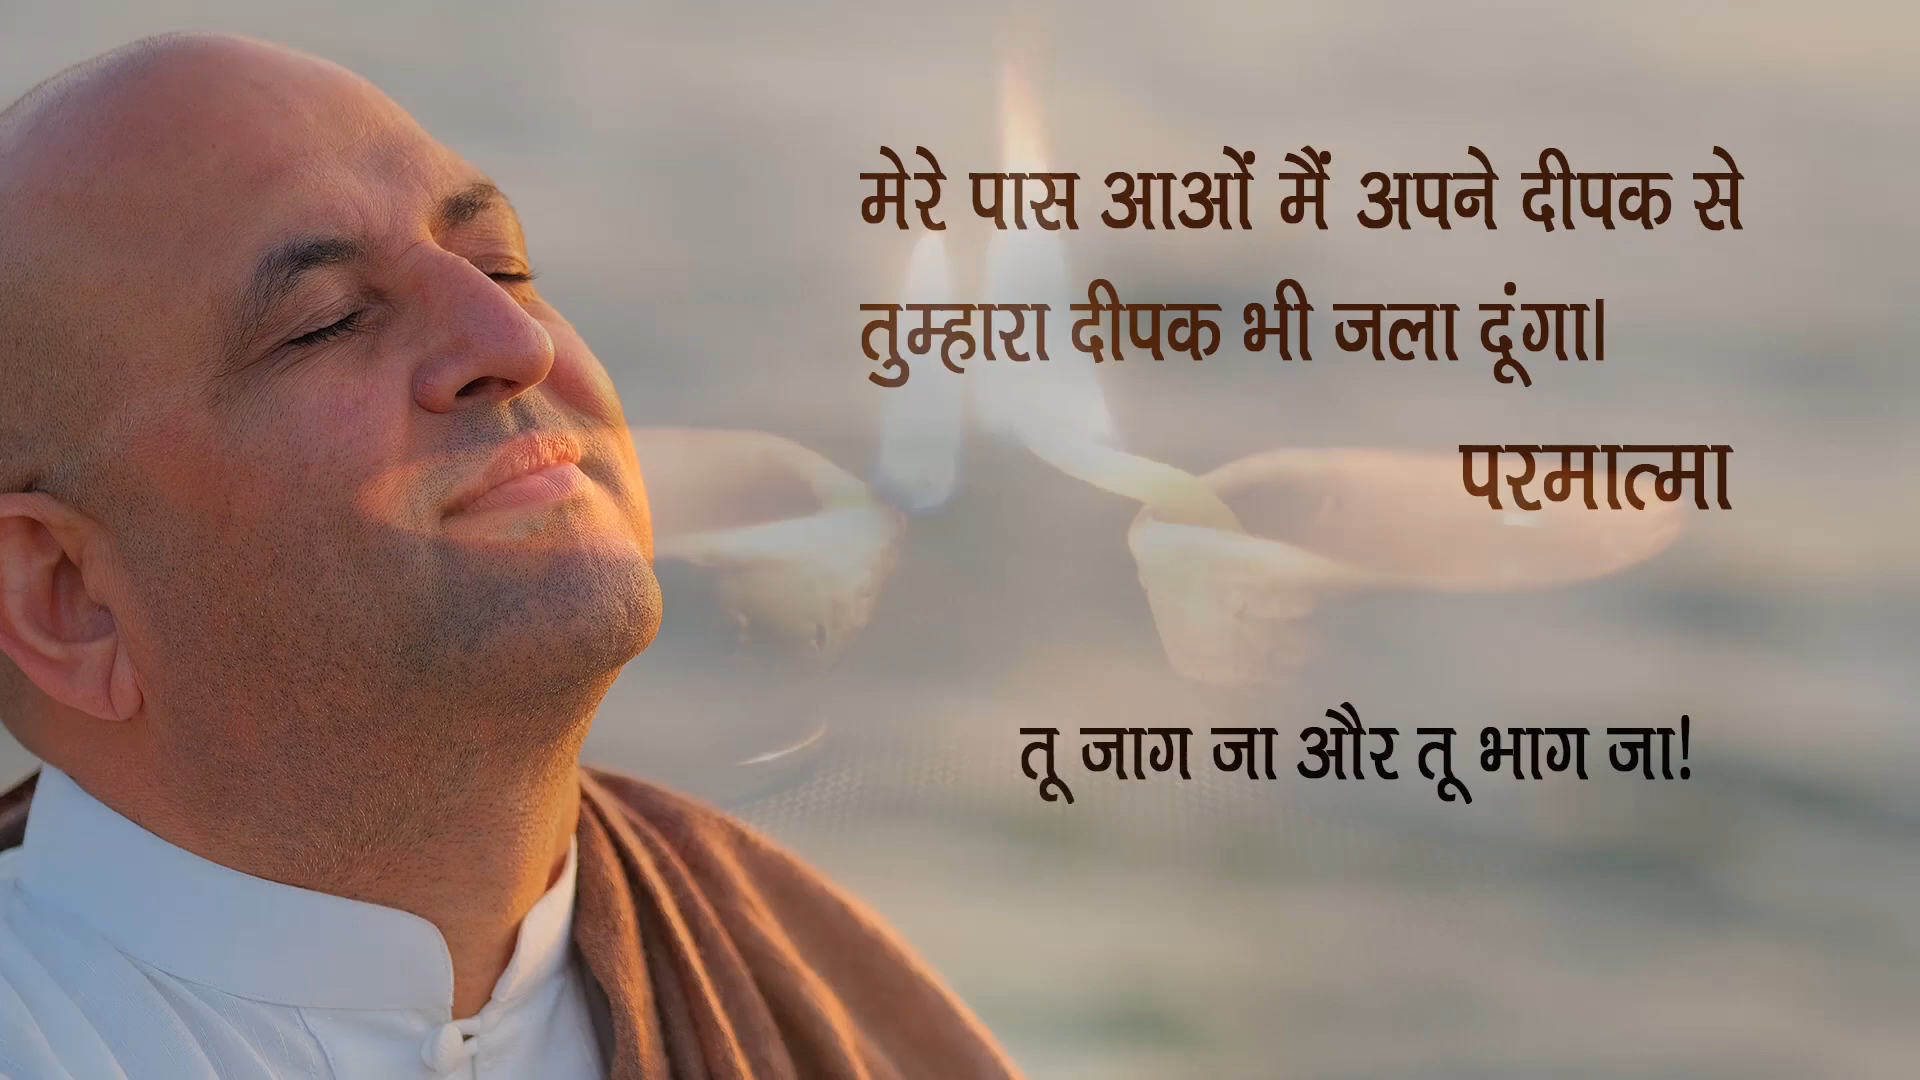 मेरे पास आओं मैं अपने दीपक से
तुम्हारा दीपक भी जला दूंगा।
परमात्मा
तू जाग जा और तू भाग जा!